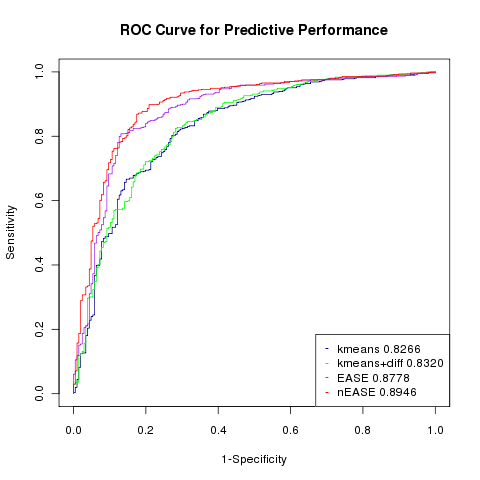 ROC Curve for Predictive Performance
Sensitivity
1.0
0.8
0.6
0.4
0.2
0.0
0.0 0.2 0.4 0.6 0.8 1.0
1-Specificity
kmeans 0.8266
kmeans+diff 0.8320
EASE 0.8778
nEASE 0.8946